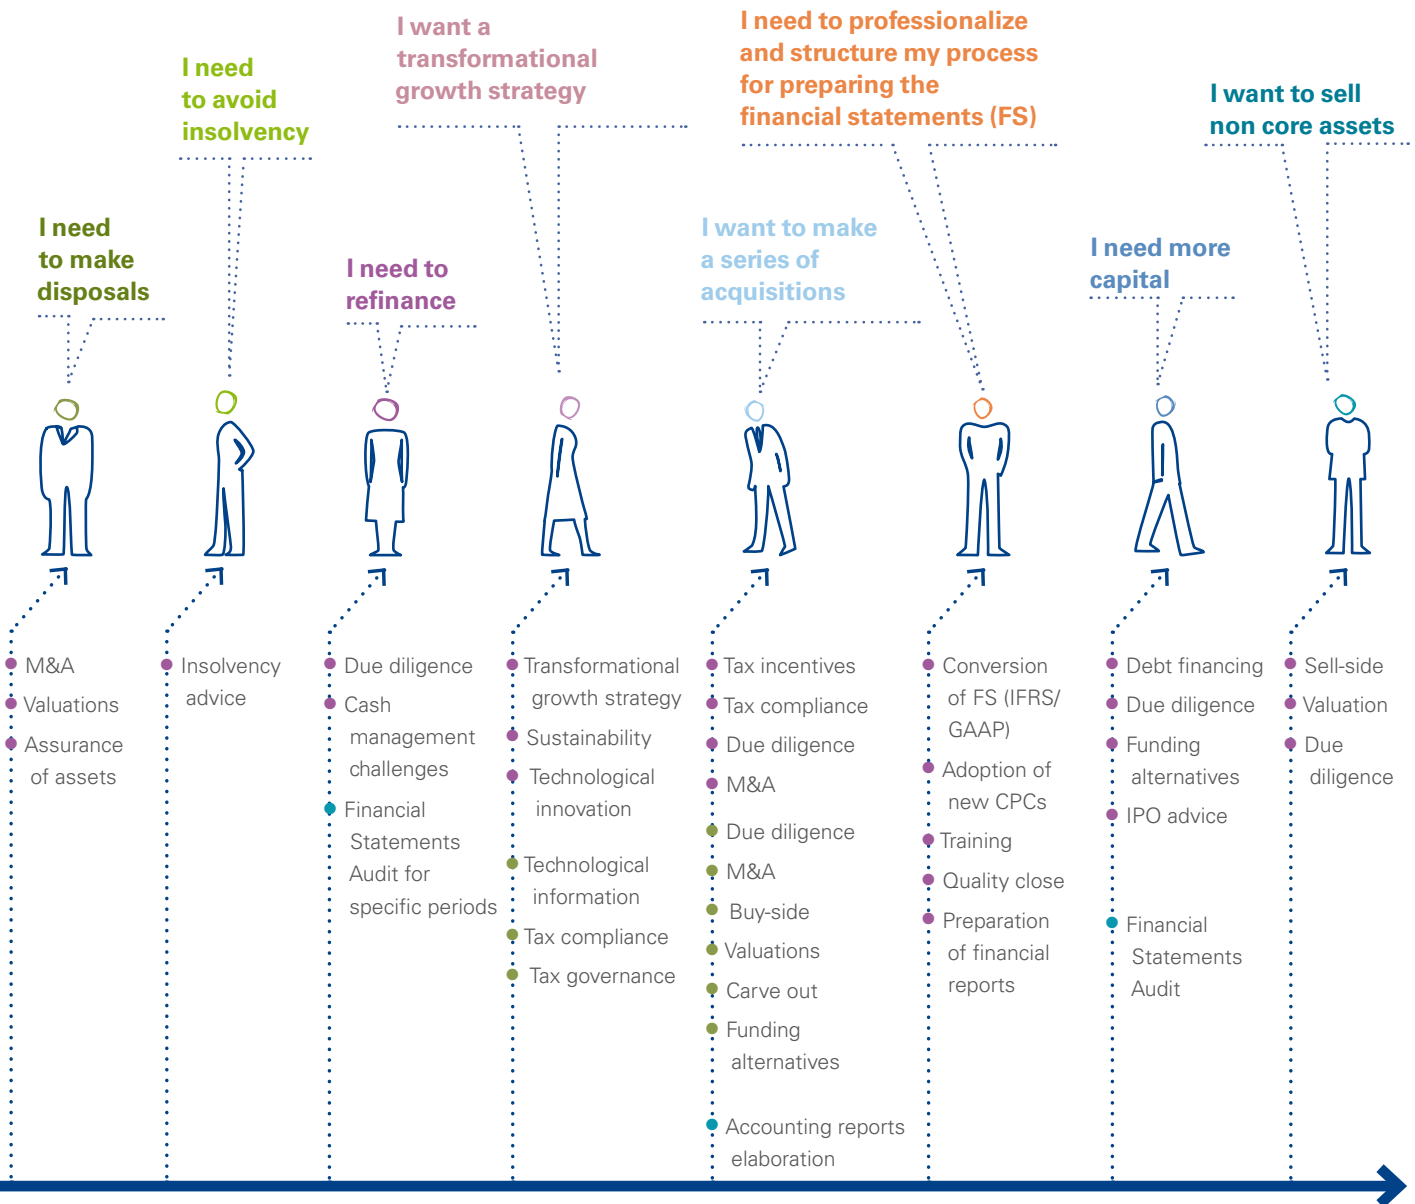 I want a
transformational
growth strategy
I need to professionalize
and structure my process
for preparing the
financial statements (FS)
I need
to avoid
insolvency
I want to sell
non core assets
I need
to make
disposals
I need to
refinance
I want to make
a series of
acquisitions
I need more
capital
M&A
Valuations
Assurance
of assets
Insolvency
advice
Due diligence
Cash
management
challenges
Financial
Statements
Audit for
specific periods
Transformational
growth strategy
Sustainability
Technological
innovation
Technological
information
Tax compliance
Tax governance
Tax incentives
Tax compliance
Due diligence
M&A
Due diligence
M&A
Buy-side
Valuations
Carve out
Funding
alternatives
Accounting reports
elaboration
Conversion
of FS (IFRS/
GAAP)
Adoption of
new CPCs
Training
Quality close
Preparation
of financial
reports
Debt financing
Due diligence
Funding
alternatives
IPO advice
Financial
Statements
Audit
Sell-side
Valuation
Due
diligence